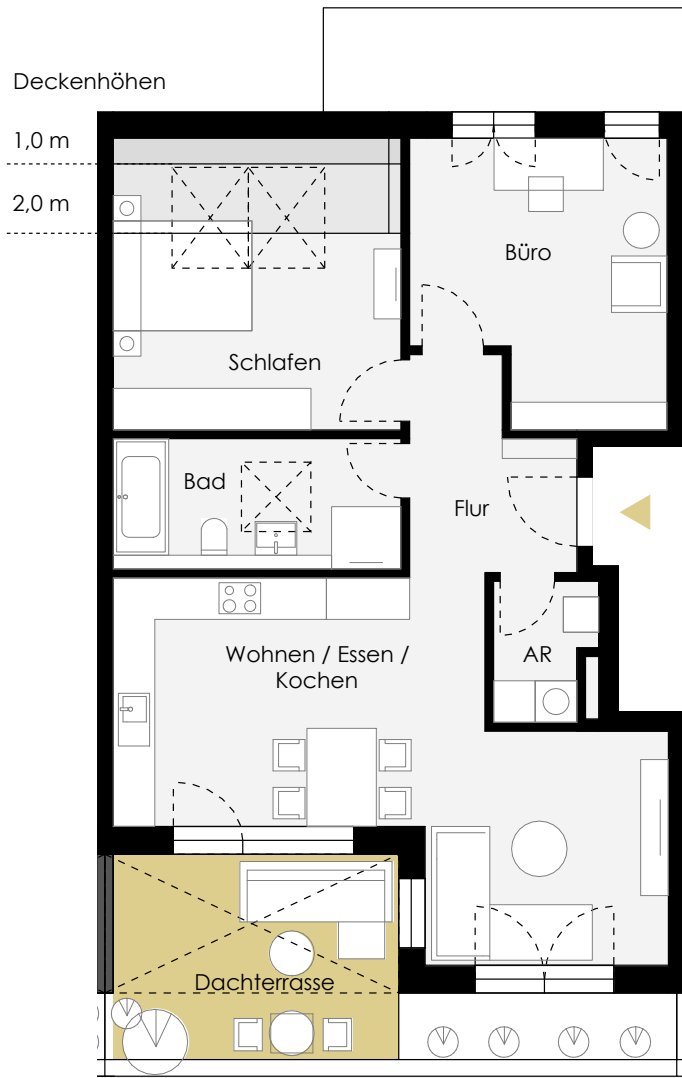 Deckenhöhen
1,0 m
2,0 m
Büro
Schlafen
Bad
Flur
Wohnen / Essen /
Kochen
AR
Dachterrasse